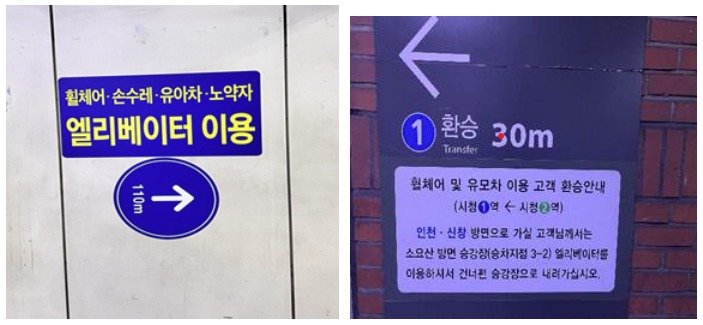 휠체어·손수레·유아차·노약자
엘리베이터 이용
110m
1 환승 30m
Transfer
휠체어 및 유모차 이용 고객 환승안내
(시청1역 ← 시청2역)
인천·신창 방면으로 가실 고객님께서는
소요산 방면 승강장(승차지점 3-2) 엘리베이터를
이용하셔서 건너편 승강장으로 내려가십시오.